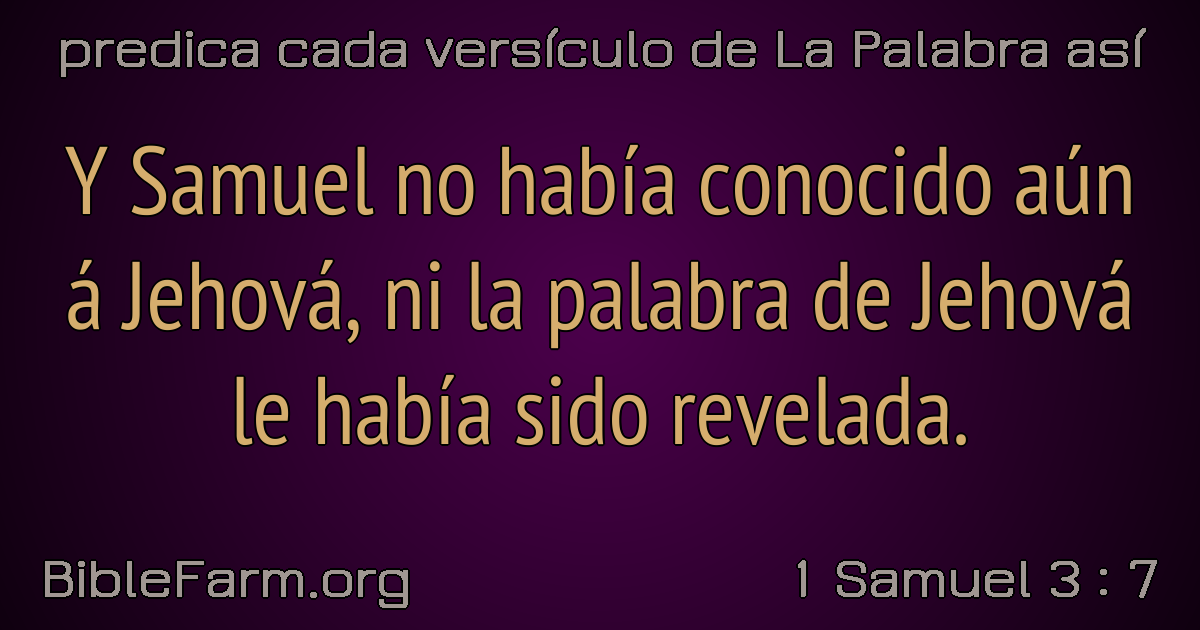 predica cada versículo de La Palabra así
Y Samuel no había conocido aún
á Jehová, ni la palabra de Jehová
le había sido revelada.
BibleFarm.org
1 Samuel 3 : 7